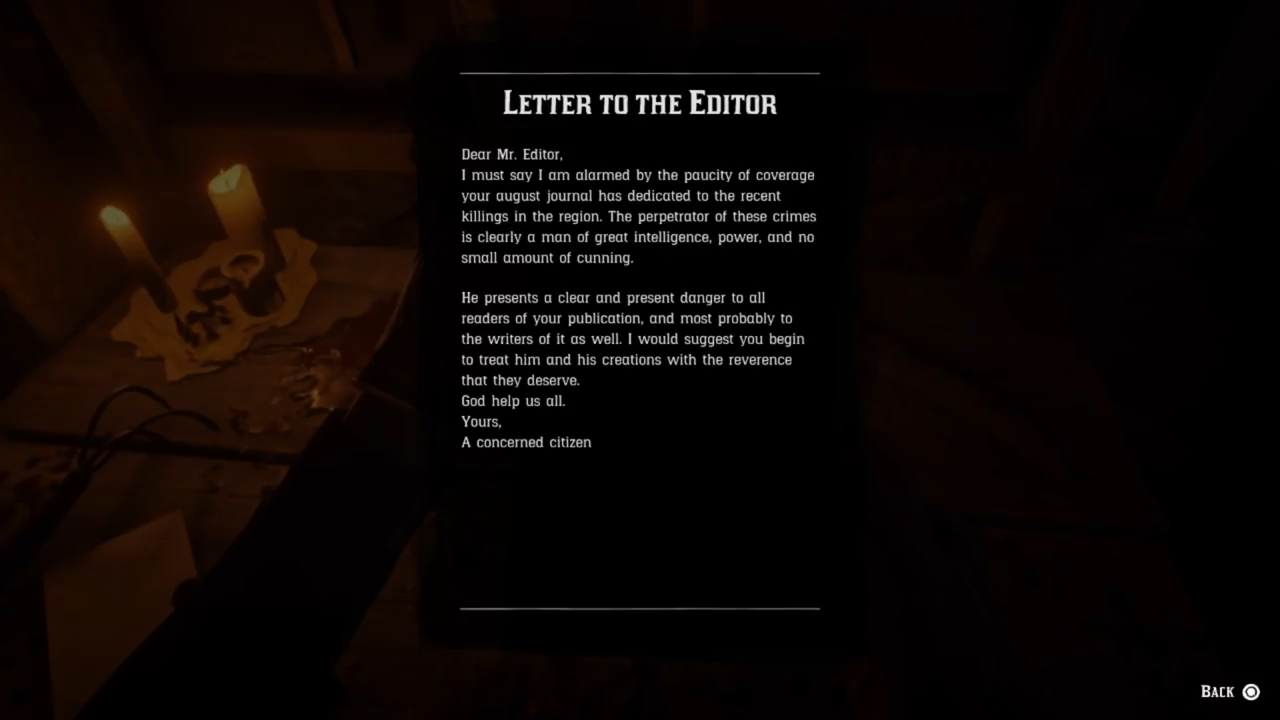 Letter to the Editor
Dear Mr. Editor,
I must say I am alarmed by the paucity of coverage
your august journal has dedicated to the recent
killings in the region. The perpetrator of these crimes
is clearly a man of great intelligence, power, and no
small amount of cunning.
He presents a clear and present danger to all
readers of your publication, and most probably to
the writers of it as well. I would suggest you begin
to treat him and his creations with the reverence
that they deserve.
God help us all.
Yours,
A concerned citizen
Back